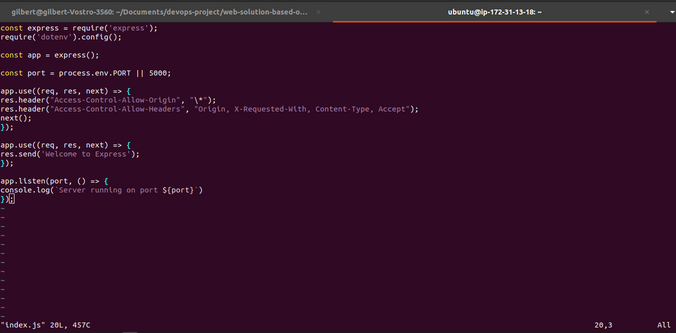 gilbert@gilbert-Vostro-3560: ~/Documents/devops-project/web-solution-based-o...
ubuntu@ip-172-31-13-18: ~
const express = require('express');
require('dotenv').config();
const app = express();
const port = process.env.PORT || 5000;
app.use((req, res, next) => {
res.header("Access-Control-Allow-Origin", "\*");
res.header("Access-Control-Allow-Headers", "Origin, X-Requested-With, Content-Type, Accept");
next();
});
app.use((req, res, next) => {
res.send('Welcome to Express');
});
app.listen(port, () => {
console.log(`Server running on port ${port}`)
});
~
~
~
~
~
~
~
~
~
~
~
~
~
"index.js" 20L, 457C 20,3 All